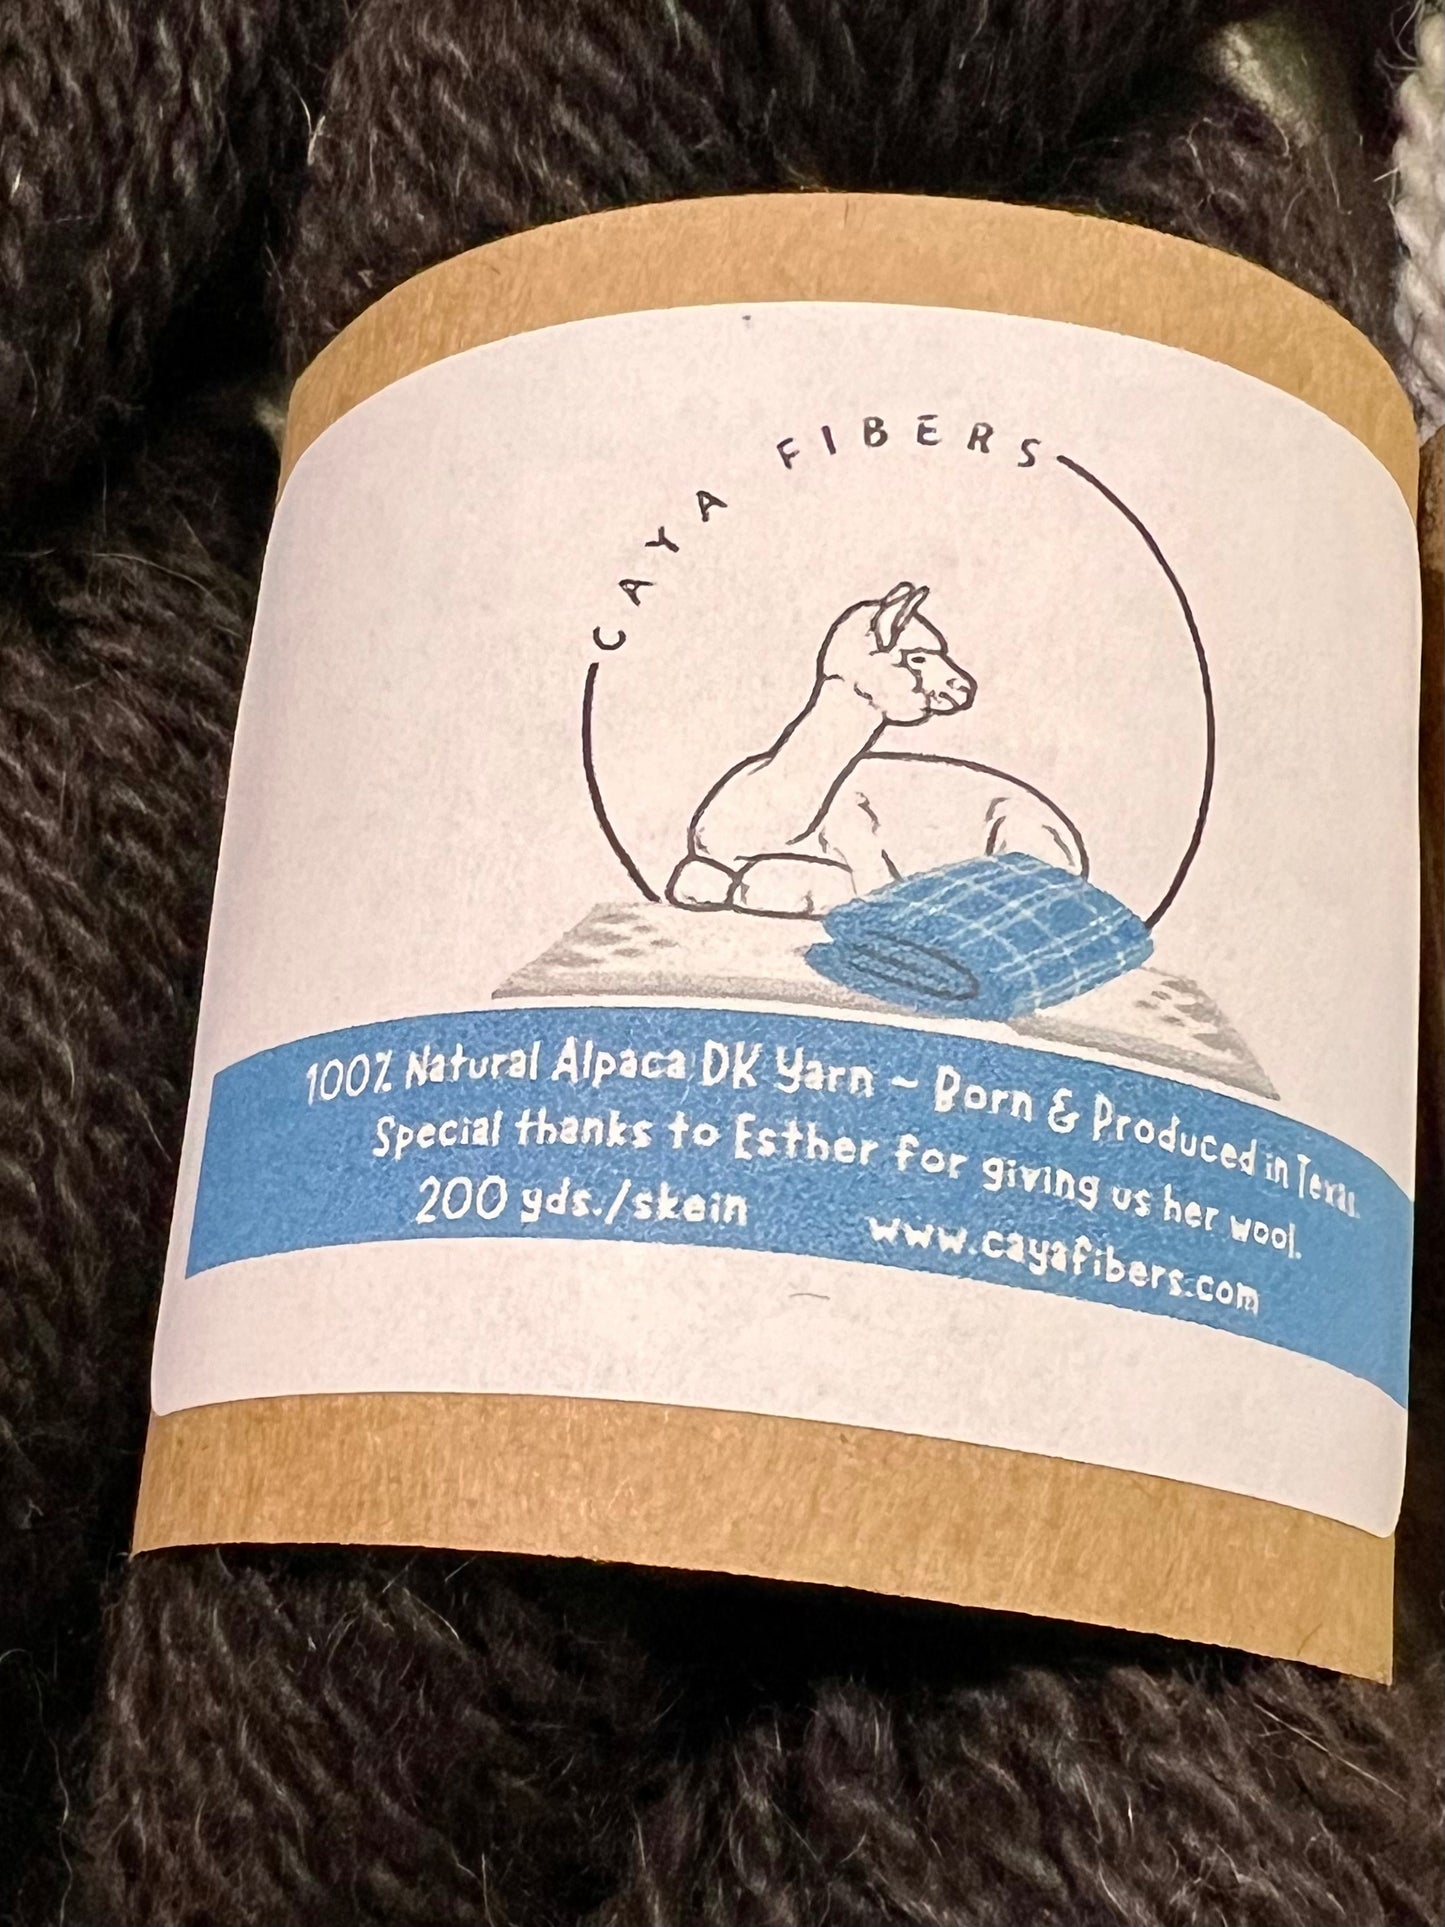 CAYA FIBERS
100% Natural Alpaca DK Yarn ~ Born & Produced in Texas.
Special thanks to Esther for giving us her wool.
200 yds./skein www.cayafibers.com